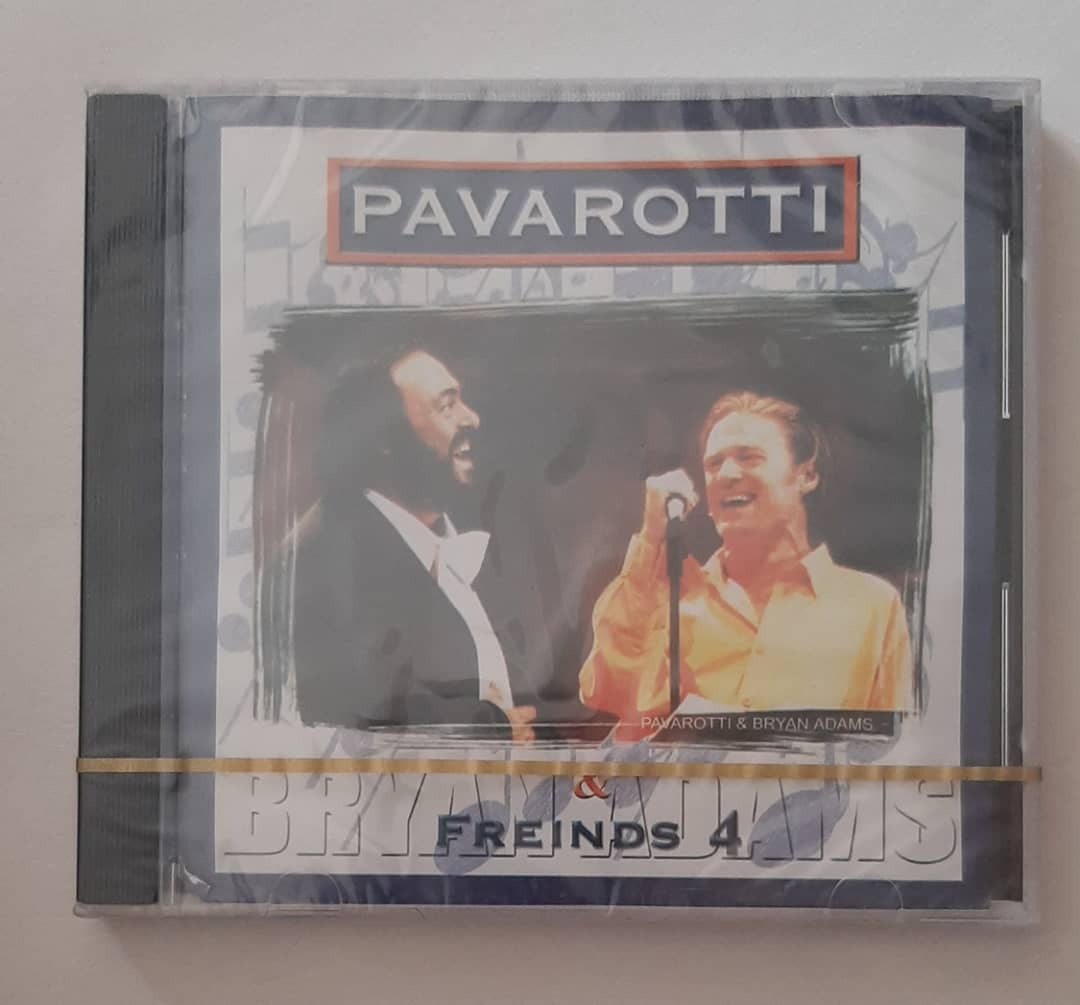 PAVAROTTI
PAVAROTTI & BRYAN ADAMS
&
BRYAN ADAMS
FREINDS 4